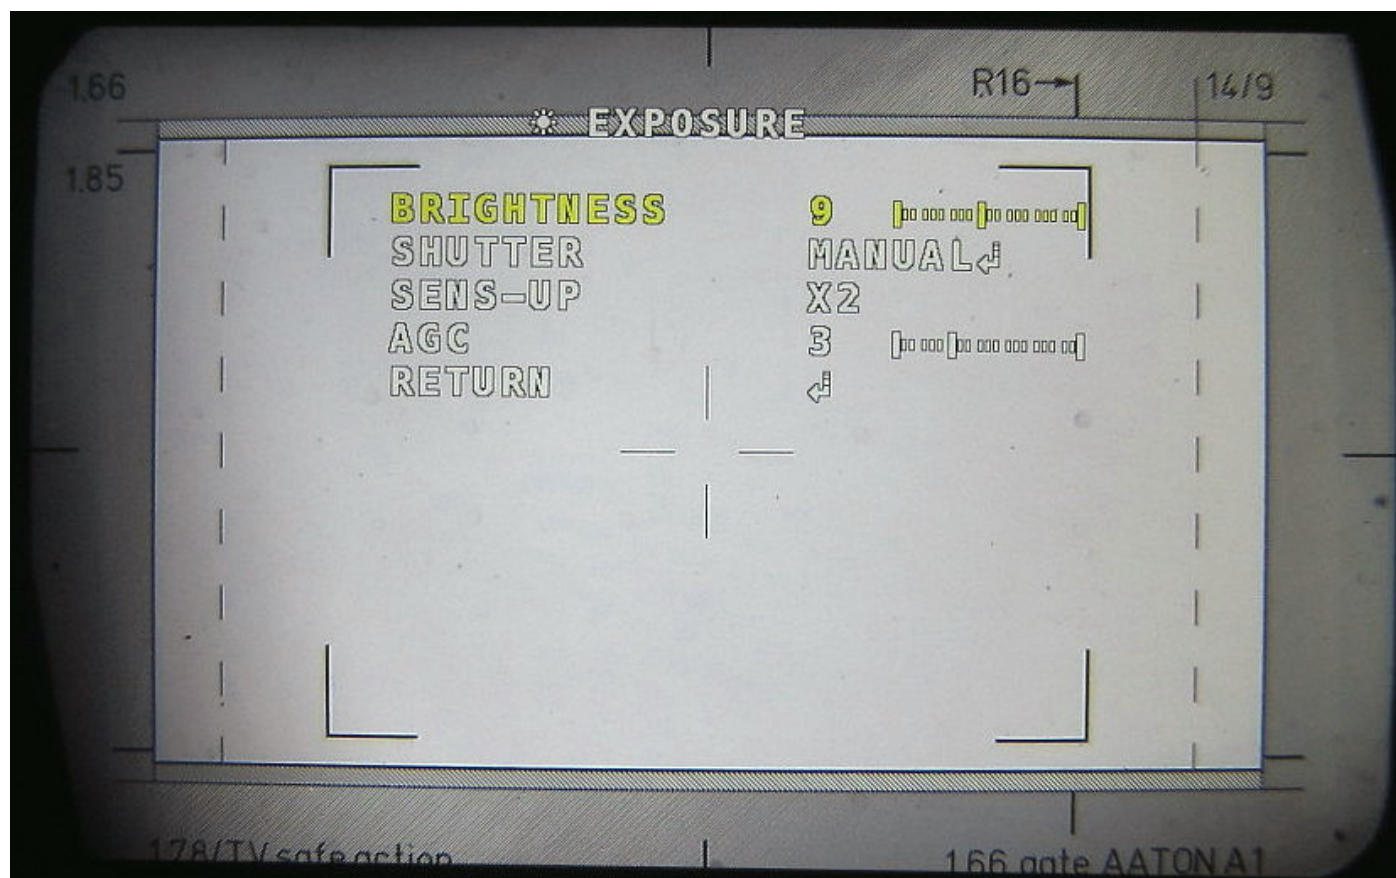 1.66
R16 14/9
EXPOSURE
1.85
BRIGHTNESS 9
SHUTTER MANUAL
SENS-UP X2
AGC 3
RETURN
1.78/TV safe action
1.66 gate AATON A1